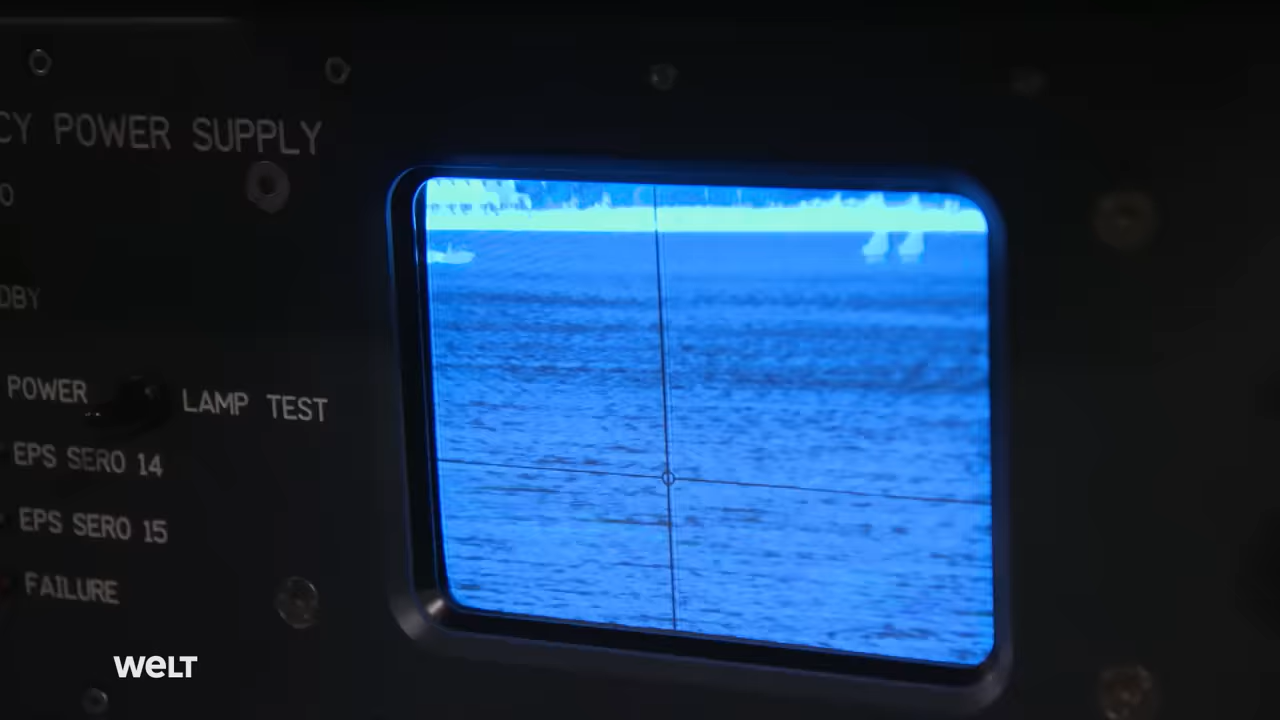 CY POWER SUPPLY
O
DBY
POWER
LAMP TEST
EPS SERO 14
EPS SERO 15
FAILURE
WELT